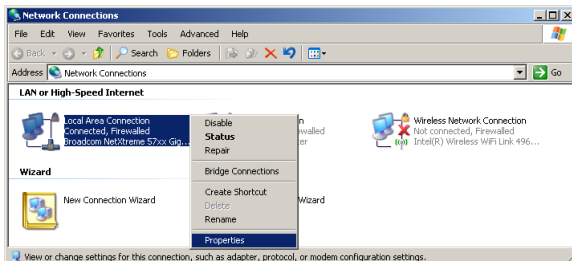 Network Connections
File Edit View Favorites Tools Advanced Help
Back Search Folders
Address Network Connections Go
LAN or High-Speed Internet
Local Area Connection
Connected, Firewalled
Broadcom NetXtreme 57xx Gig...
Disable
Status
Repair
Bridge Connections
Create Shortcut
Delete
Rename
Properties
Wireless Network Connection
Not connected, Firewalled
Intel(R) Wireless WiFi Link 496...
Wizard
New Connection Wizard
Wizard
View or change settings for this connection, such as adapter, protocol, or modem configuration settings.